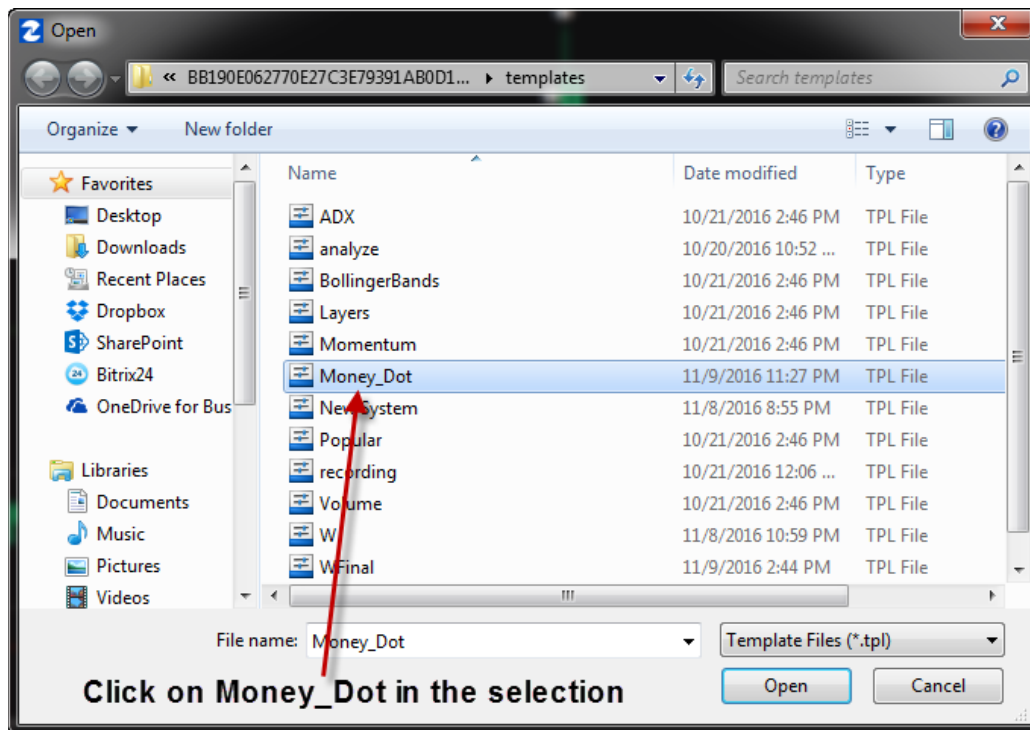 Open
« BB190E062770E27C3E79391AB0D1... templates Search templates
Organize New folder
Name Date modified Type
Favorites
Desktop
Downloads
Recent Places
Dropbox
SharePoint
Bitrix24
OneDrive for Bus
Libraries
Documents
Music
Pictures
Videos
ADX 10/21/2016 2:46 PM TPL File
analyze 10/20/2016 10:52 ... TPL File
BollingerBands 10/21/2016 2:46 PM TPL File
Layers 10/21/2016 2:46 PM TPL File
Momentum 10/21/2016 2:46 PM TPL File
Money_Dot 11/9/2016 11:27 PM TPL File
New System 11/8/2016 8:55 PM TPL File
Popular 10/21/2016 2:46 PM TPL File
recording 10/21/2016 12:06 ... TPL File
Volume 10/21/2016 2:46 PM TPL File
W 11/8/2016 10:59 PM TPL File
WFinal 11/9/2016 2:44 PM TPL File
File name: Money_Dot Template Files (*.tpl)
Click on Money_Dot in the selection
Open Cancel